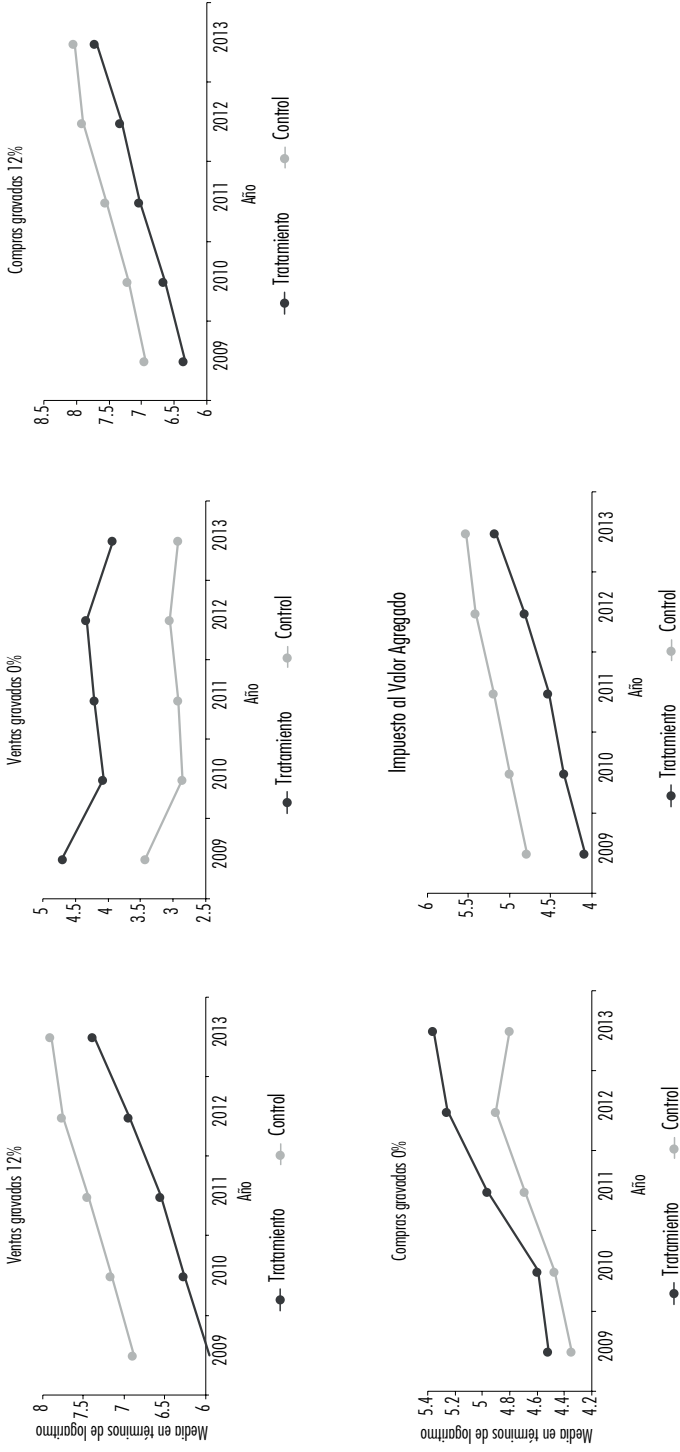 Ventas gravadas 12%
Media en términos de logaritmo
8
7.5
7
6.5
6
2009 2010 2011 2012 2013
Año
Tratamiento Control
Ventas gravadas 0%
5
4.5
4
3.5
3
2.5
2009 2010 2011 2012 2013
Año
Tratamiento Control
Compras gravadas 12%
8.5
8
7.5
7
6.5
6
2009 2010 2011 2012 2013
Año
Tratamiento Control
Compras gravadas 0%
Media en términos de logaritmo
5.4
5.2
5
4.8
4.6
4.4
4.2
2009 2010 2011 2012 2013
Año
Tratamiento Control
Impuesto al Valor Agregado
6
5.5
5
4.5
4
2009 2010 2011 2012 2013
Año
Tratamiento Control